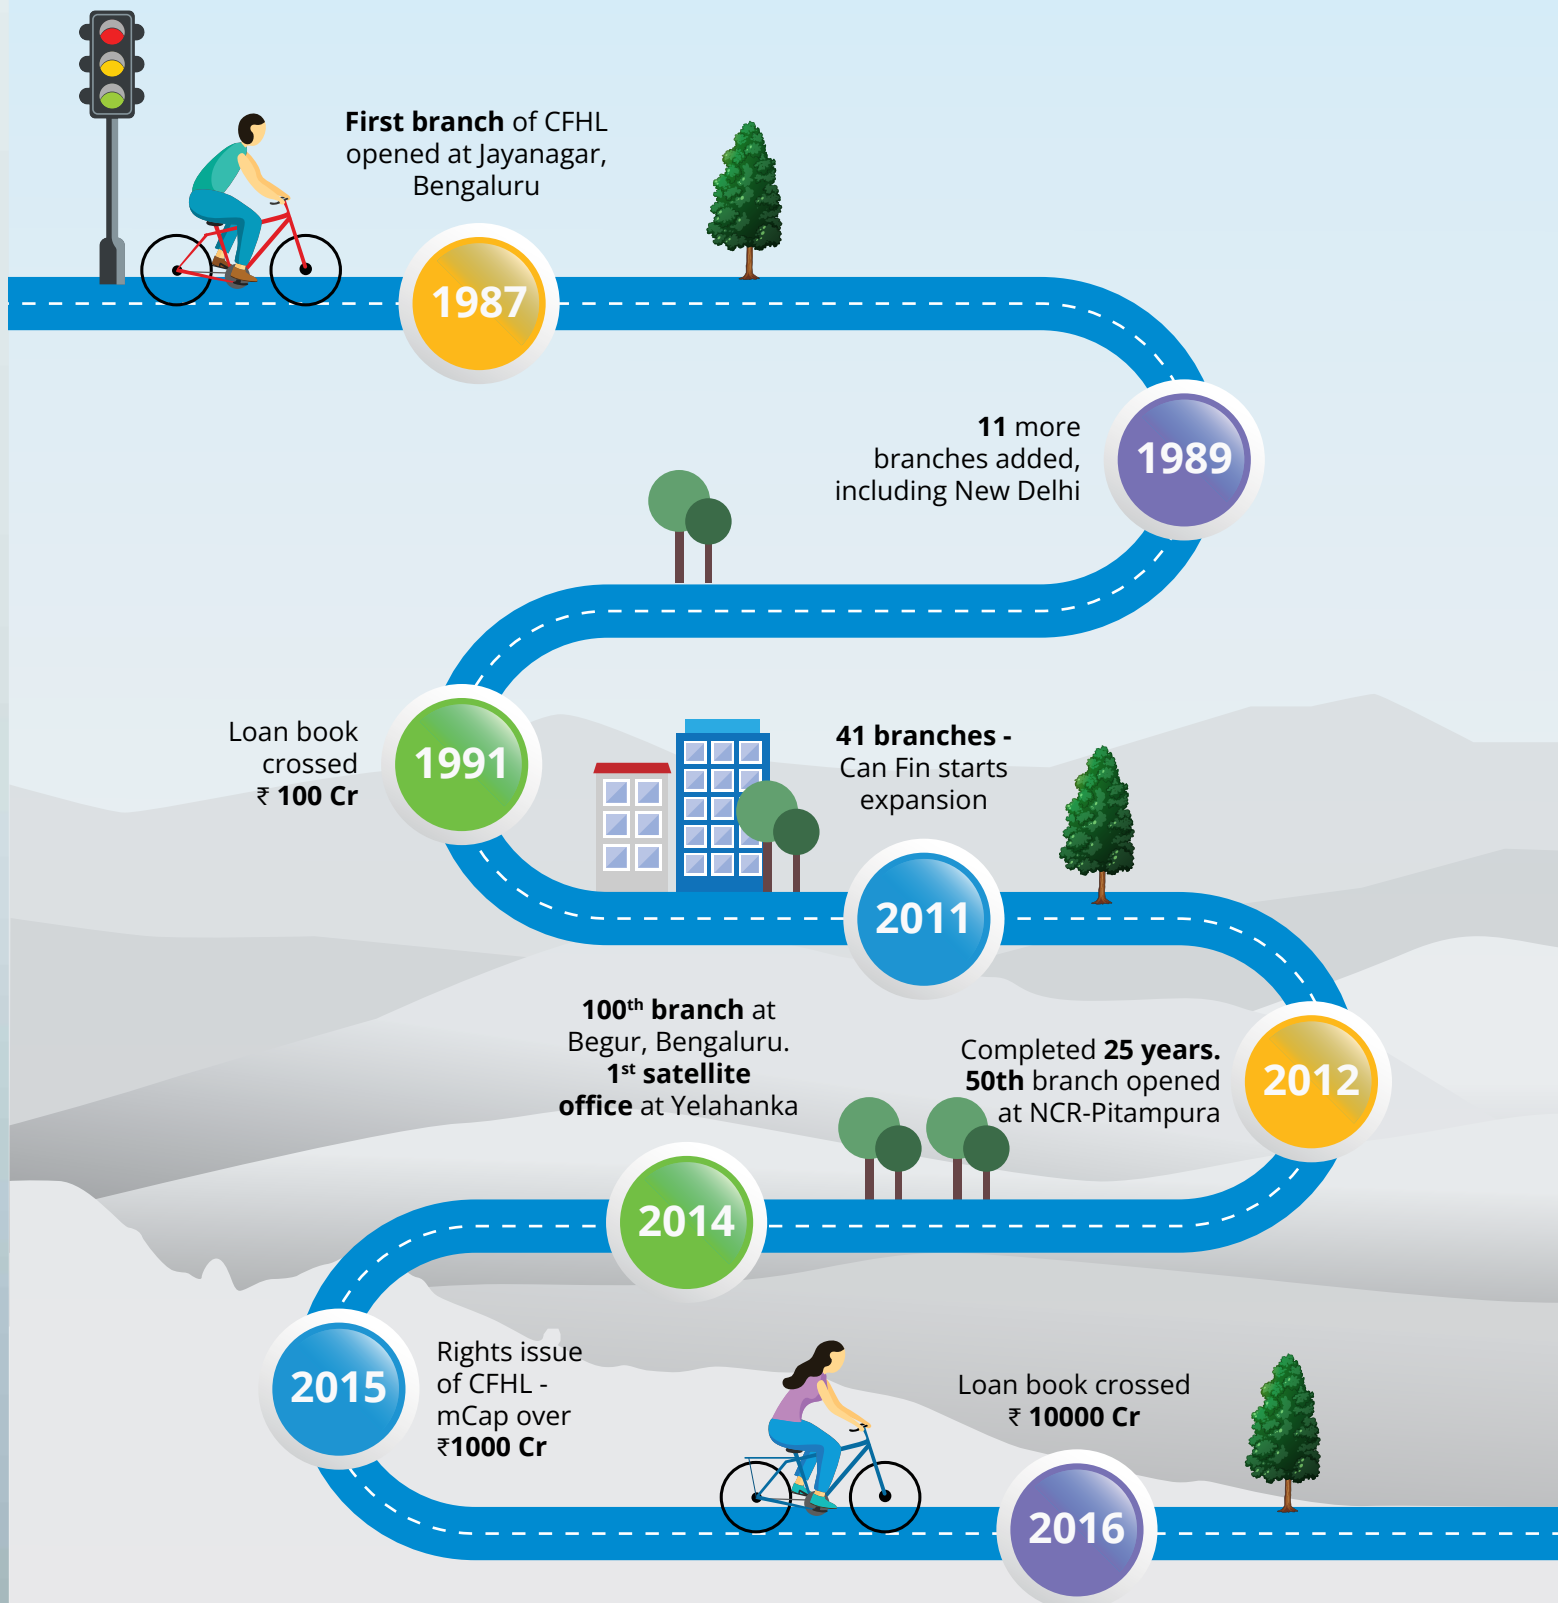 First branch of CFHL
opened at Jayanagar,
Bengaluru
1987
11 more
branches added,
including New Delhi
1989
Loan book
crossed
₹ 100 Cr
1991
41 branches -
Can Fin starts
expansion
2011
Completed 25 years.
50th branch opened
at NCR-Pitampura
2012
100th branch at
Begur, Bengaluru.
1st satellite
office at Yelahanka
2014
2015
Rights issue
of CFHL -
mCap over
₹1000 Cr
Loan book crossed
₹ 10000 Cr
2016